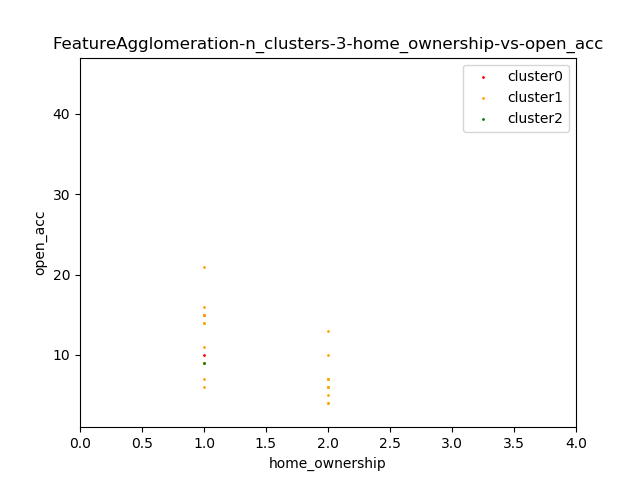 FeatureAgglomeration-n_clusters-3-home_ownership-vs-open_acc
cluster0
cluster1
cluster2
open_acc
40
30
20
10
0.0 0.5 1.0 1.5 2.0 2.5 3.0 3.5 4.0
home_ownership